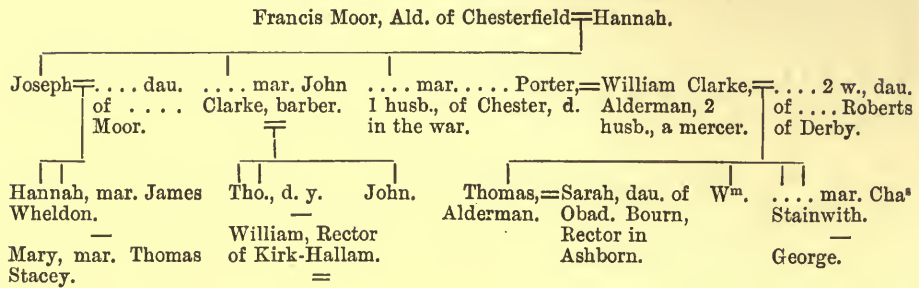 Francis Moor, Ald. of Chesterfield=Hannah.
Joseph=.... dau. of .... Moor.
.... mar. John Clarke, barber.
.... mar. .... Porter, 1 husb., of Chester, d. in the war.
=William Clarke, Alderman, 2 husb., a mercer.
=.... 2 w., dau. of .... Roberts of Derby.
Hannah, mar. James Wheldon.
—
Mary, mar. Thomas Stacey.
Tho., d. y.
—
William, Rector of Kirk-Hallam.
=
John.
Thomas, Alderman.
=Sarah, dau. of Obad. Bourn, Rector in Ashborn.
Wᵐ.
.... mar. Chaˢ Stainwith.
—
George.